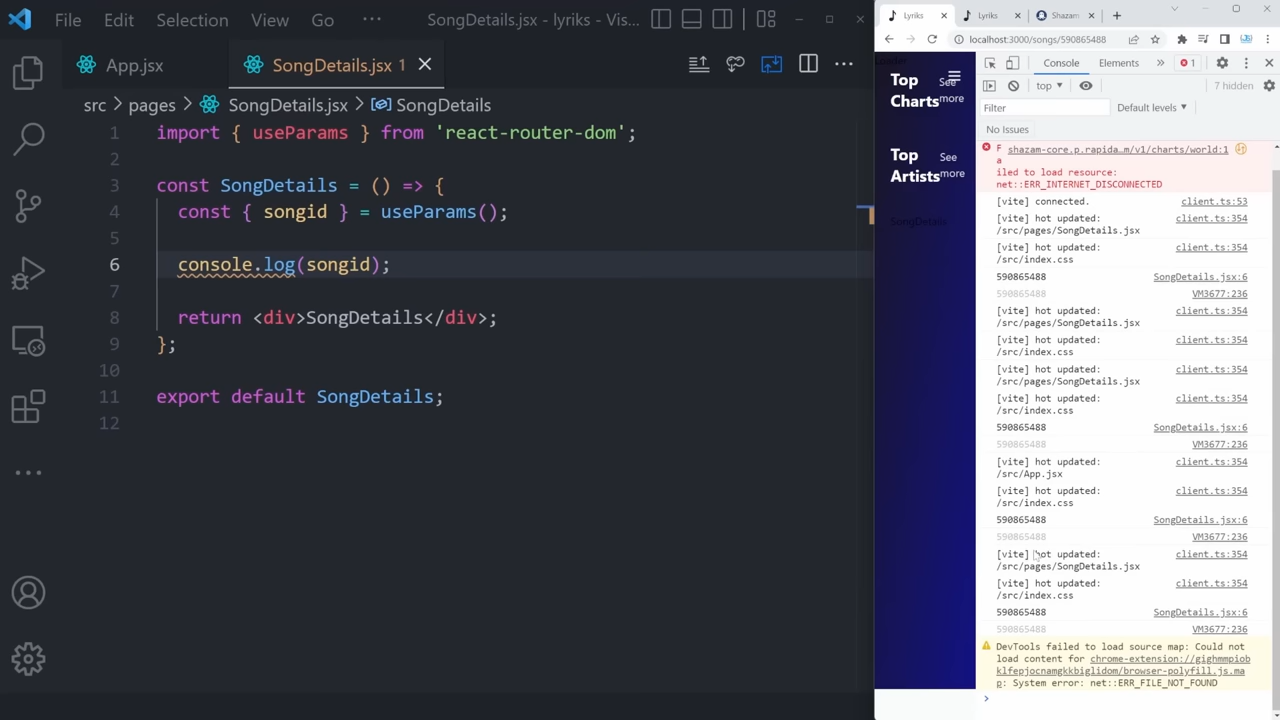 File Edit Selection View Go ··· SongDetails.jsx - lyriks - Vis...
App.jsx
SongDetails.jsx 1
src > pages > SongDetails.jsx > SongDetails
1 import { useParams } from 'react-router-dom';
2
3 const SongDetails = () => {
4 const { songid } = useParams();
5
6 console.log(songid);
7
8 return <div>SongDetails</div>;
9 };
10
11 export default SongDetails;
12
Lyriks
Lyriks
Shazam
localhost:3000/songs/590865488
Top Charts
See more
Top Artists
See more
SongDetails
Console Elements » 1
top
7 hidden
Filter
Default levels
No Issues
F shazam-core.p.rapida…m/v1/charts/world:1
a
iled to load resource:
net::ERR_INTERNET_DISCONNECTED
[vite] connected. client.ts:53
[vite] hot updated: client.ts:354
/src/pages/SongDetails.jsx
[vite] hot updated: client.ts:354
/src/index.css
590865488 SongDetails.jsx:6
590865488 VM3677:236
[vite] hot updated: client.ts:354
/src/pages/SongDetails.jsx
[vite] hot updated: client.ts:354
/src/index.css
[vite] hot updated: client.ts:354
/src/pages/SongDetails.jsx
[vite] hot updated: client.ts:354
/src/index.css
590865488 SongDetails.jsx:6
590865488 VM3677:236
[vite] hot updated: client.ts:354
/src/App.jsx
[vite] hot updated: client.ts:354
/src/index.css
590865488 SongDetails.jsx:6
590865488 VM3677:236
[vite] hot updated: client.ts:354
/src/pages/SongDetails.jsx
[vite] hot updated: client.ts:354
/src/index.css
590865488 SongDetails.jsx:6
590865488 VM3677:236
DevTools failed to load source map: Could not
load content for chrome-extension://gighmmpiob
klfepjocnamgkkbiglidom/browser-polyfill.js.ma
p: System error: net::ERR_FILE_NOT_FOUND